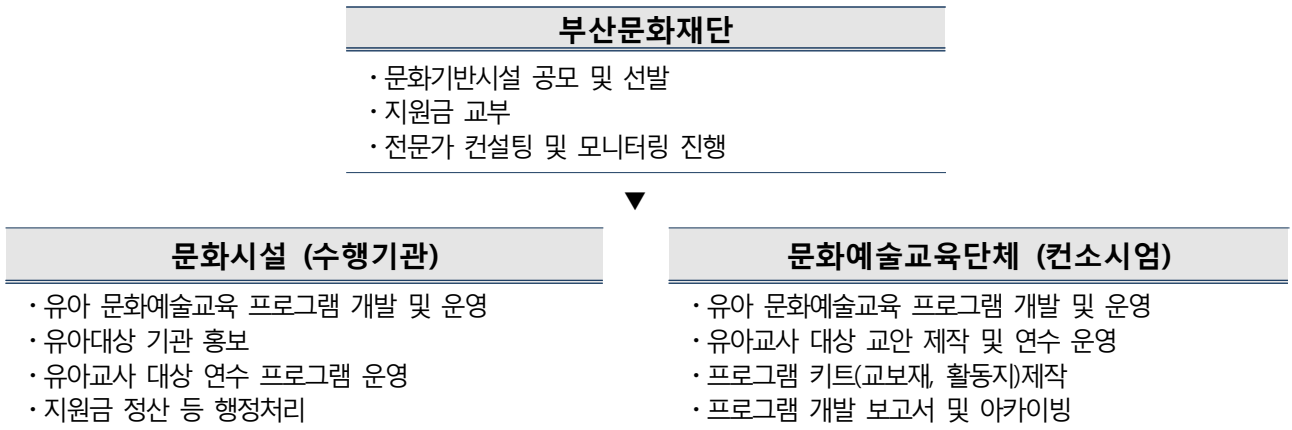 부산문화재단
·문화기반시설 공모 및 선발
·지원금 교부
·전문가 컨설팅 및 모니터링 진행
▼
문화시설 (수행기관)
·유아 문화예술교육 프로그램 개발 및 운영
·유아대상 기관 홍보
·유아교사 대상 연수 프로그램 운영
·지원금 정산 등 행정처리
문화예술교육단체 (컨소시엄)
·유아 문화예술교육 프로그램 개발 및 운영
·유아교사 대상 교안 제작 및 연수 운영
·프로그램 키트(교보재, 활동지)제작
·프로그램 개발 보고서 및 아카이빙